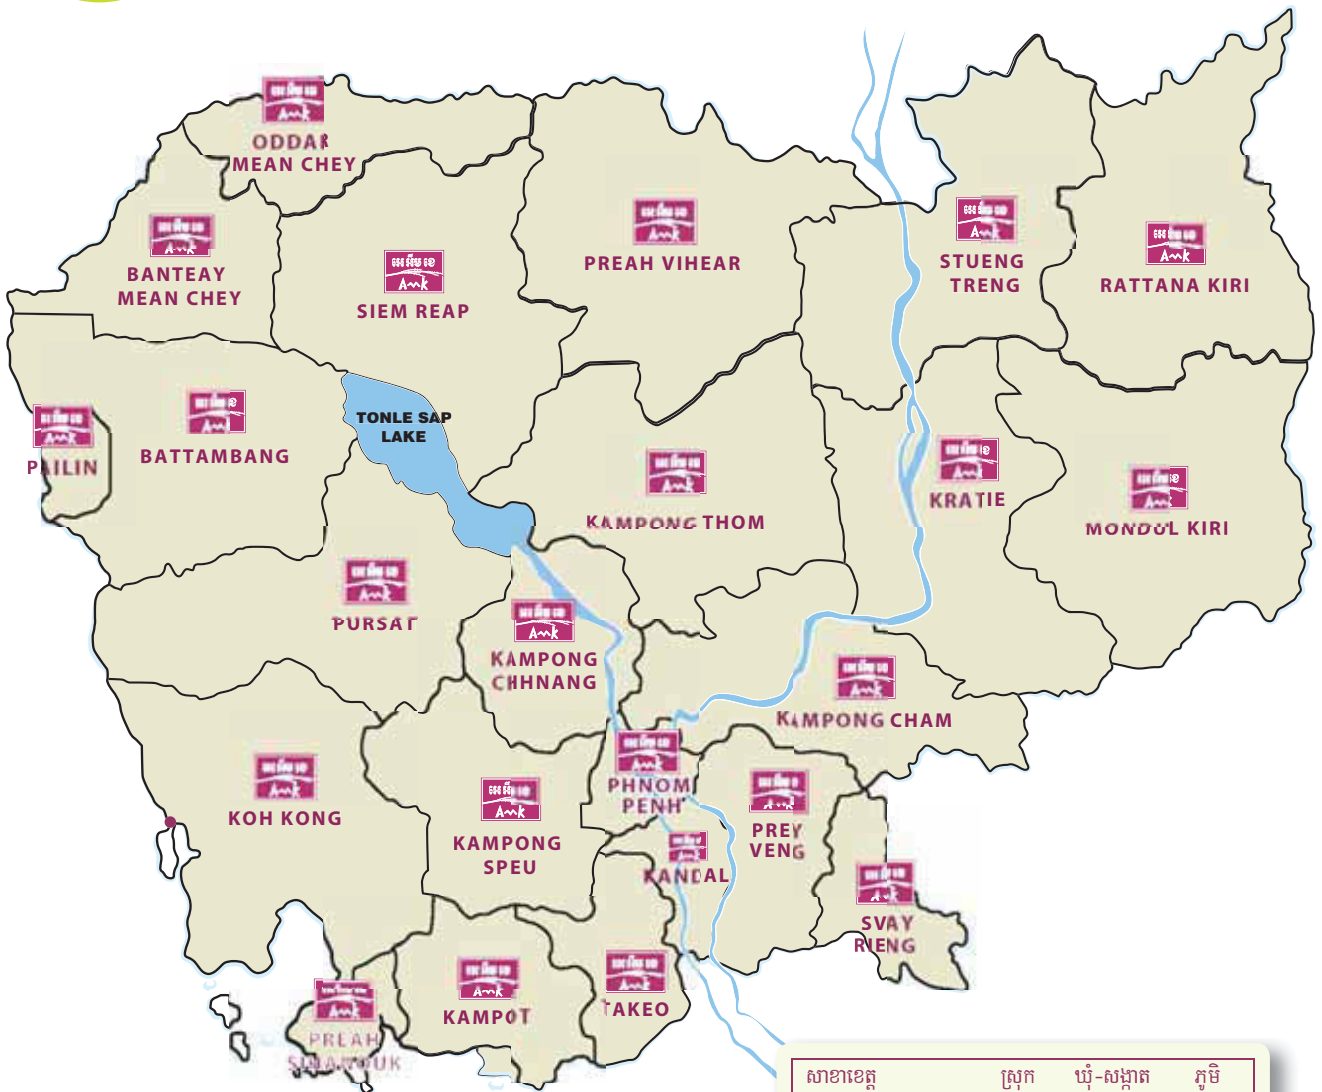 ODDAR
MEAN CHEY
BANTEAY
MEAN CHEY
SIEM REAP
PREAH VIHEAR
STUENG
TRENG
RATTANA KIRI
PAILIN
BATTAMBANG
TONLE SAP
LAKE
KAMPONG THOM
KRATIE
MONDUL KIRI
PURSAT
KAMPONG
CHHNANG
KAMPONG CHAM
PHNOM
PENH
KOH KONG
KAMPONG
SPEU
PREY
VENG
KANDAL
SVAY
RIENG
PREAH
SIHANOUK
KAMPOT
TAKEO
សាខាខេត្ត ស្រុក ឃុំ-សង្កាត់ ភូមិ